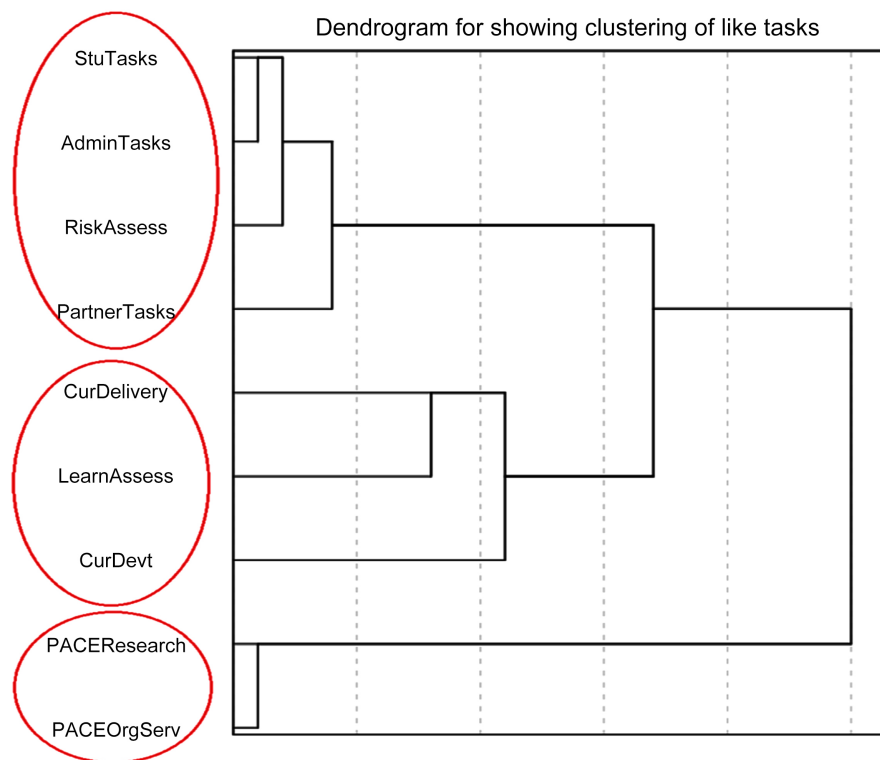 Dendrogram for showing clustering of like tasks
StuTasks
AdminTasks
RiskAssess
PartnerTasks
CurDelivery
LearnAssess
CurDevt
PACEResearch
PACEOrgServ